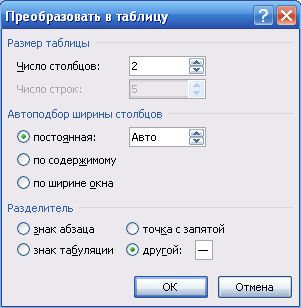 Преобразовать в таблицу
Размер таблицы
Число столбцов: 2
Число строк: 5
Автоподбор ширины столбцов
постоянная: Авто
по содержимому
по ширине окна
Разделитель
знак абзаца точка с запятой
знак табуляции другой: —
ОК Отмена